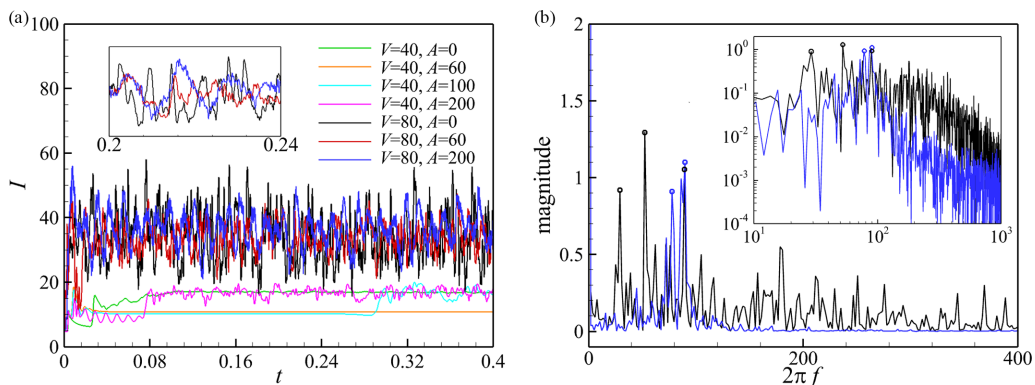 (a)
100
80
60
40
20
0
I
0
0.08
0.16
0.24
0.32
0.4
t
0.2
0.24
V=40, A=0
V=40, A=60
V=40, A=100
V=40, A=200
V=80, A=0
V=80, A=60
V=80, A=200
(b)
2
1.5
1
0.5
0
magnitude
0
200
400
2π f
10⁰
10⁻¹
10⁻²
10⁻³
10⁻⁴
10¹
10²
10³